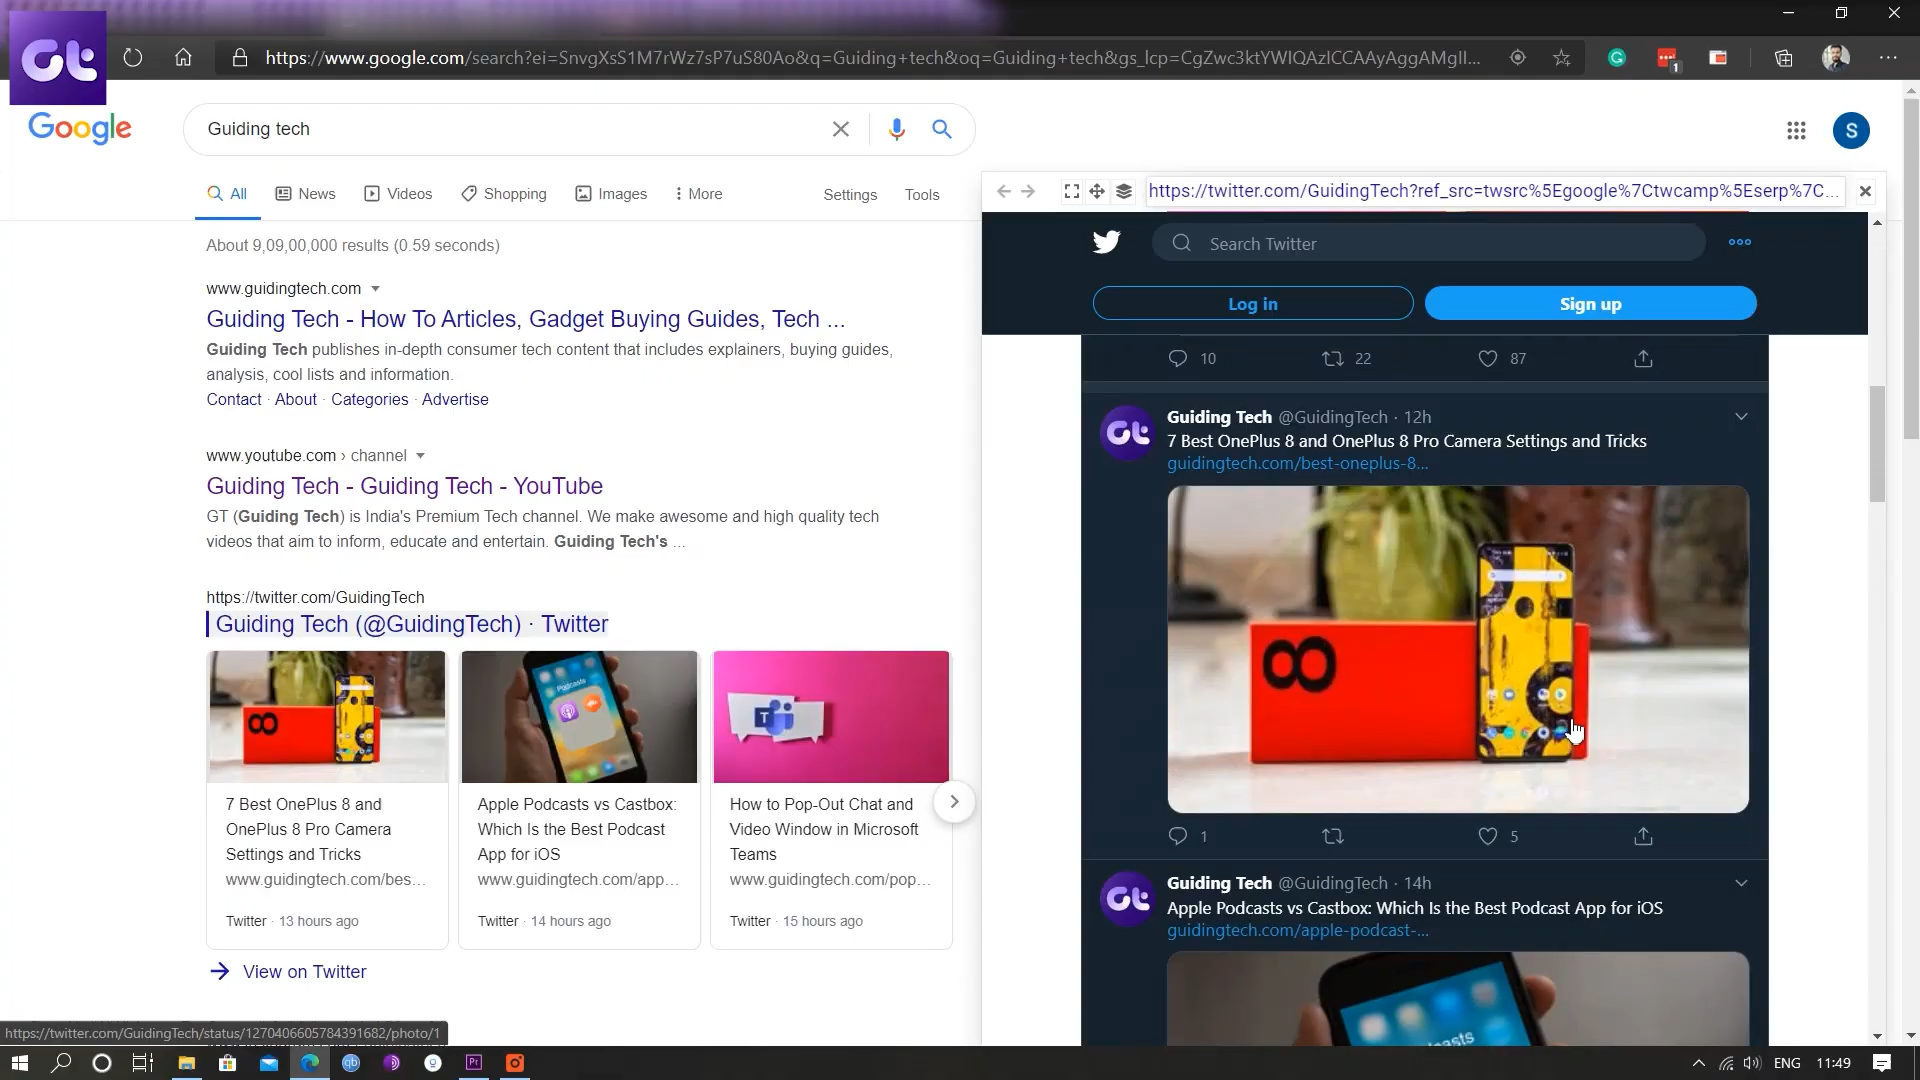 https://www.google.com/search?ei=SnvgXsS1M7rWz7sP7uS80Ao&q=Guiding+tech&oq=Guiding+tech&gs_lcp=CgZwc3ktYWIQAzICCAAyAggAMgII...
1
Google
Guiding tech
S
All
News
Videos
Shopping
Images
More
Settings
Tools
About 9,09,00,000 results (0.59 seconds)
www.guidingtech.com
Guiding Tech - How To Articles, Gadget Buying Guides, Tech ...
Guiding Tech publishes in-depth consumer tech content that includes explainers, buying guides,
analysis, cool lists and information.
Contact · About · Categories · Advertise
www.youtube.com › channel
Guiding Tech - Guiding Tech - YouTube
GT (Guiding Tech) is India's Premium Tech channel. We make awesome and high quality tech
videos that aim to inform, educate and entertain. Guiding Tech's ...
https://twitter.com/GuidingTech
Guiding Tech (@GuidingTech) · Twitter
8
Podcasts
T
7 Best OnePlus 8 and
OnePlus 8 Pro Camera
Settings and Tricks
www.guidingtech.com/bes...
Twitter · 13 hours ago
Apple Podcasts vs Castbox:
Which Is the Best Podcast
App for iOS
www.guidingtech.com/app...
Twitter · 14 hours ago
How to Pop-Out Chat and
Video Window in Microsoft
Teams
www.guidingtech.com/pop...
Twitter · 15 hours ago
View on Twitter
https://twitter.com/GuidingTech?ref_src=twsrc%5Egoogle%7Ctwcamp%5Eserp%7C...
Search Twitter
Log in
Sign up
10
22
87
Guiding Tech @GuidingTech · 12h
7 Best OnePlus 8 and OnePlus 8 Pro Camera Settings and Tricks
guidingtech.com/best-oneplus-8...
8
1
5
Guiding Tech @GuidingTech · 14h
Apple Podcasts vs Castbox: Which Is the Best Podcast App for iOS
guidingtech.com/apple-podcast-...
https://twitter.com/GuidingTech/status/1270406605784391682/photo/1
qb
Pr
ENG
11:49